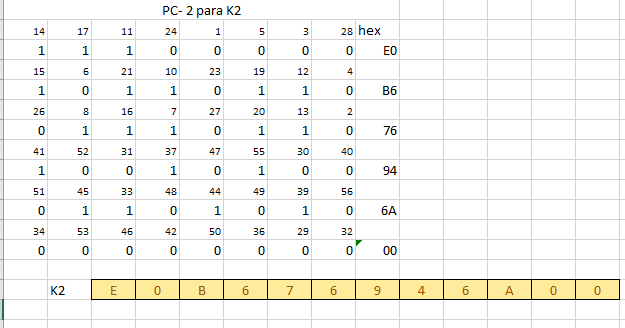 PC- 2 para K2
14 17 11 24 1 5 3 28 hex
1 1 1 0 0 0 0 0 E0
15 6 21 10 23 19 12 4
1 0 1 1 0 1 1 0 B6
26 8 16 7 27 20 13 2
0 1 1 1 0 1 1 0 76
41 52 31 37 47 55 30 40
1 0 0 1 0 1 0 0 94
51 45 33 48 44 49 39 56
0 1 1 0 1 0 1 0 6A
34 53 46 42 50 36 29 32
0 0 0 0 0 0 0 0 00
K2 E 0 B 6 7 6 9 4 6 A 0 0